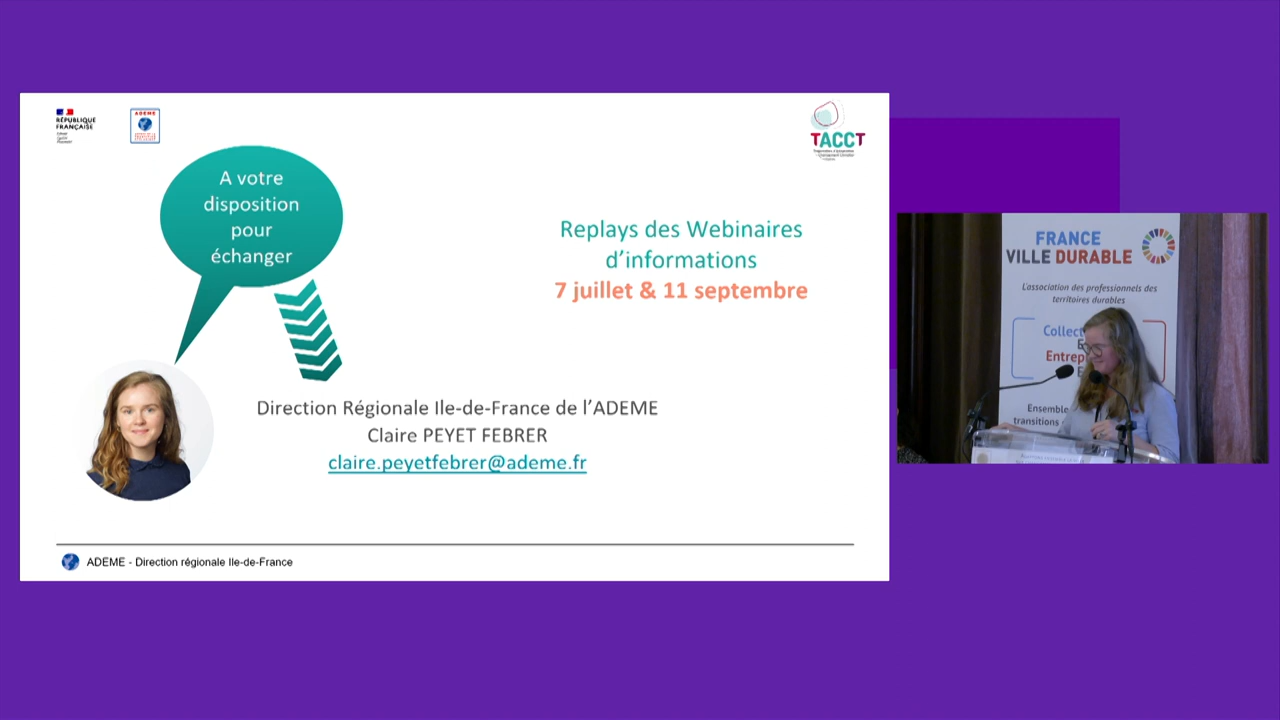 RÉPUBLIQUE
FRANÇAISE
ADEME
TACCT
A votre
disposition
pour
échanger
Replays des Webinaires
d’informations
7 juillet & 11 septembre
Direction Régionale Ile-de-France de l’ADEME
Claire PEYET FEBRER
claire.peyetfebrer@ademe.fr
ADEME - Direction régionale Ile-de-France
FRANCE
VILLE DURABLE
L'association des professionnels des
territoires durables
Collect
Entrep
Ensemble
transitions